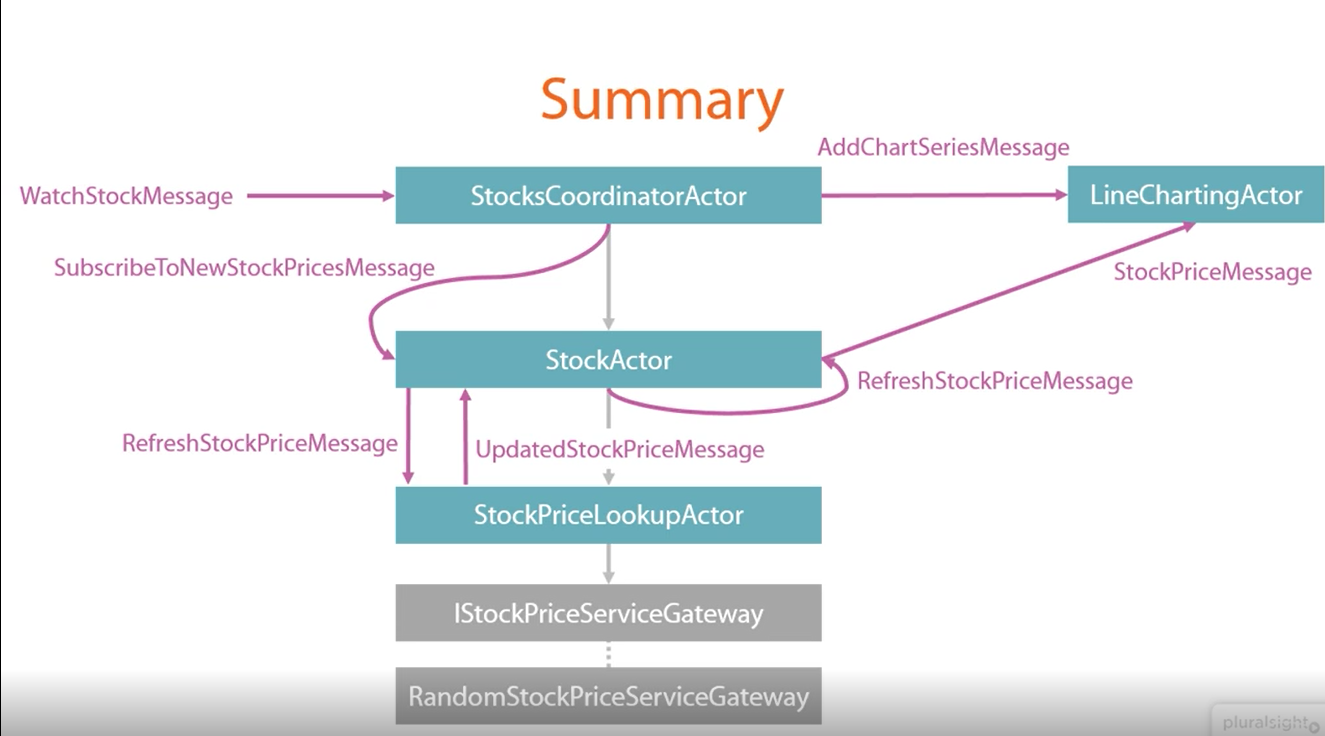 Summary
AddChartSeriesMessage
WatchStockMessage
StocksCoordinatorActor
LineChartingActor
SubscribeToNewStockPricesMessage
StockPriceMessage
StockActor
RefreshStockPriceMessage
RefreshStockPriceMessage
UpdatedStockPriceMessage
StockPriceLookupActor
IStockPriceServiceGateway
RandomStockPriceServiceGateway
pluralsight